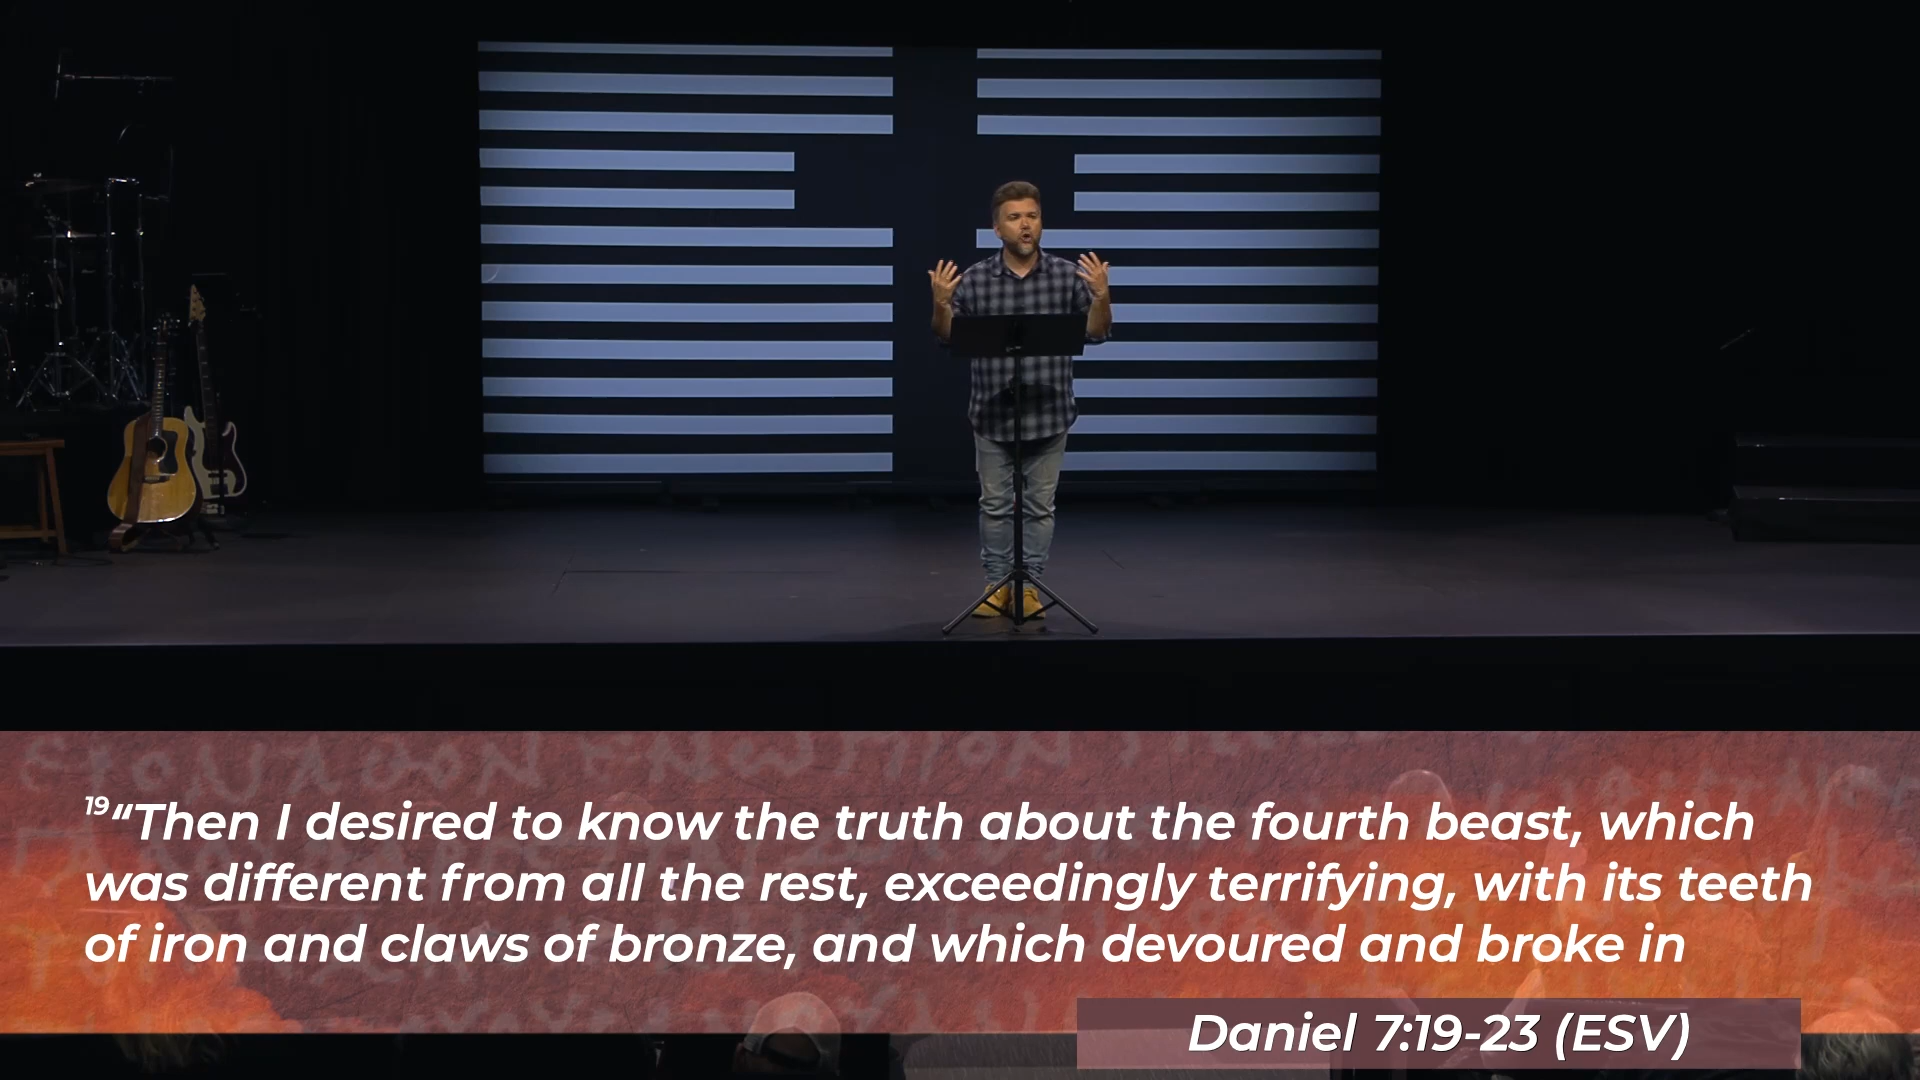 ¹⁹“Then I desired to know the truth about the fourth beast, which
was different from all the rest, exceedingly terrifying, with its teeth
of iron and claws of bronze, and which devoured and broke in
Daniel 7:19-23 (ESV)